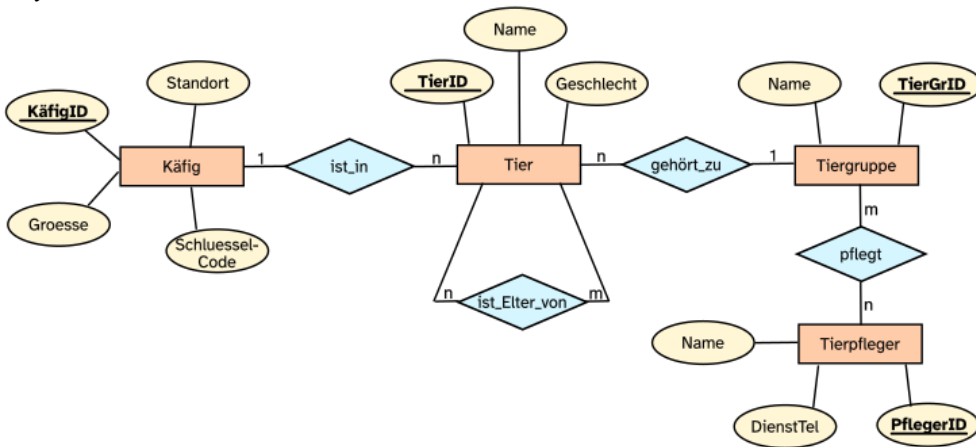 Name
Standort
TierID
Geschlecht
Name
TierGrID
KäfigID
Käfig
1
ist_in
n
Tier
n
gehört_zu
1
Tiergruppe
Groesse
Schluessel-
Code
m
pflegt
n
ist_Elter_von
m
n
Name
Tierpfleger
DienstTel
PflegerID